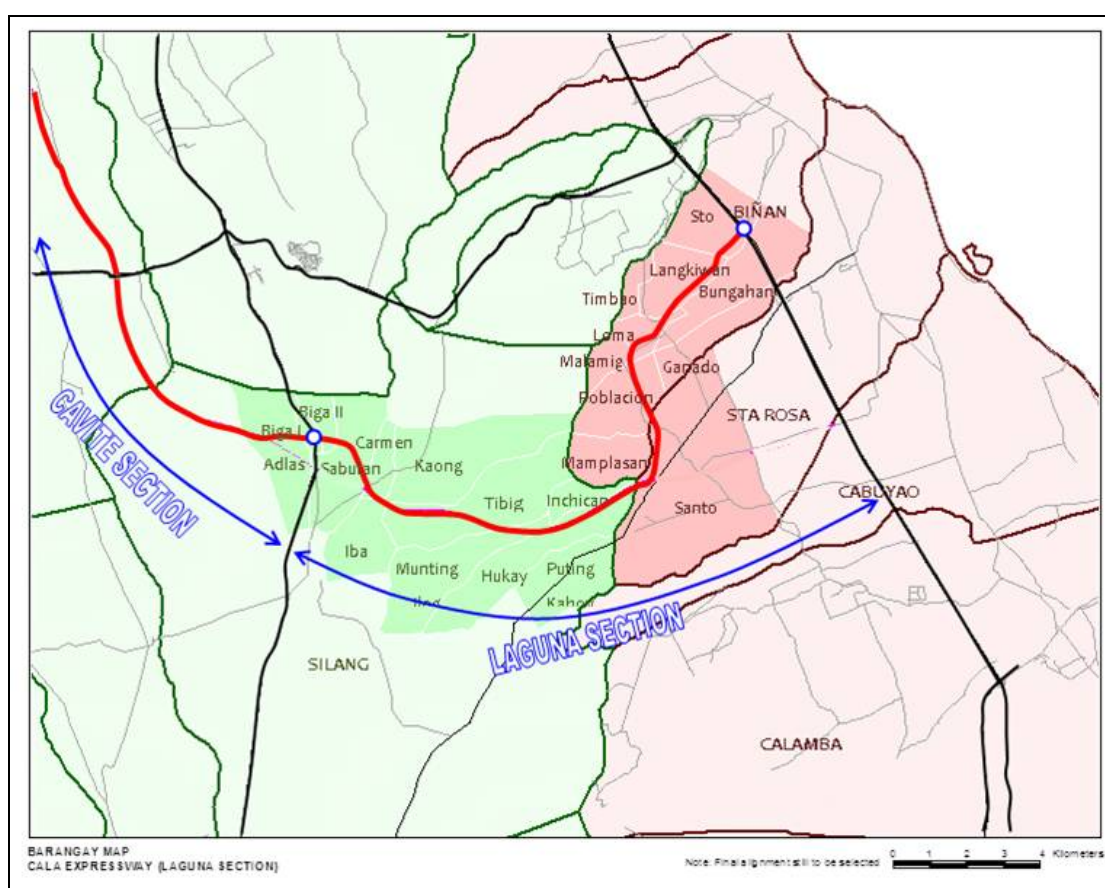 Sto
BIÑAN
Langkiwan
Bungahan
Timbao
Loma
Malamig
Ganado
Poblacion
STA ROSA
Biga II
Biga I
Carmen
Adlas
Sabutan
Kaong
Mamplasan
CAVITE SECTION
Tibig
Inchican
Santo
CABUYAO
Iba
Munting
Hukay
Puting
Ilog
Kahoy
LAGUNA SECTION
SILANG
CALAMBA
BARANGAY MAP
CALA EXPRESSWAY (LAGUNA SECTION)
Note: Final alignment still to be selected
0 1 2 3 4 Kilometers